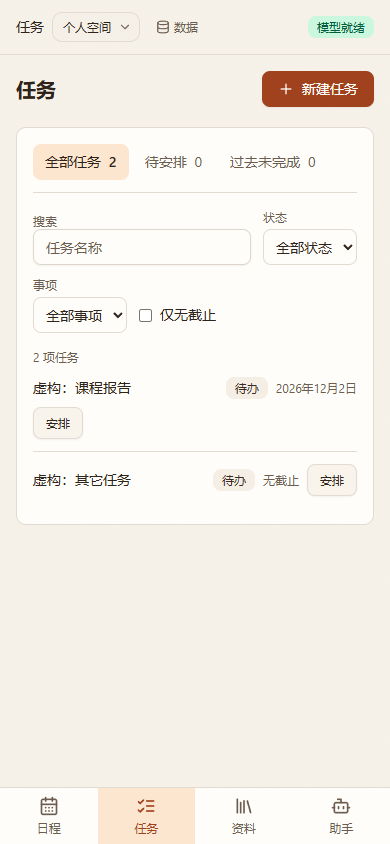 任务 个人空间 数据 模型就绪
任务 新建任务
全部任务 2 待安排 0 过去未完成 0
搜索 状态
任务名称 全部状态
事项
全部事项 仅无截止
2 项任务
虚构：课程报告 待办 2026年12月2日
安排
虚构：其它任务 待办 无截止 安排
日程 任务 资料 助手